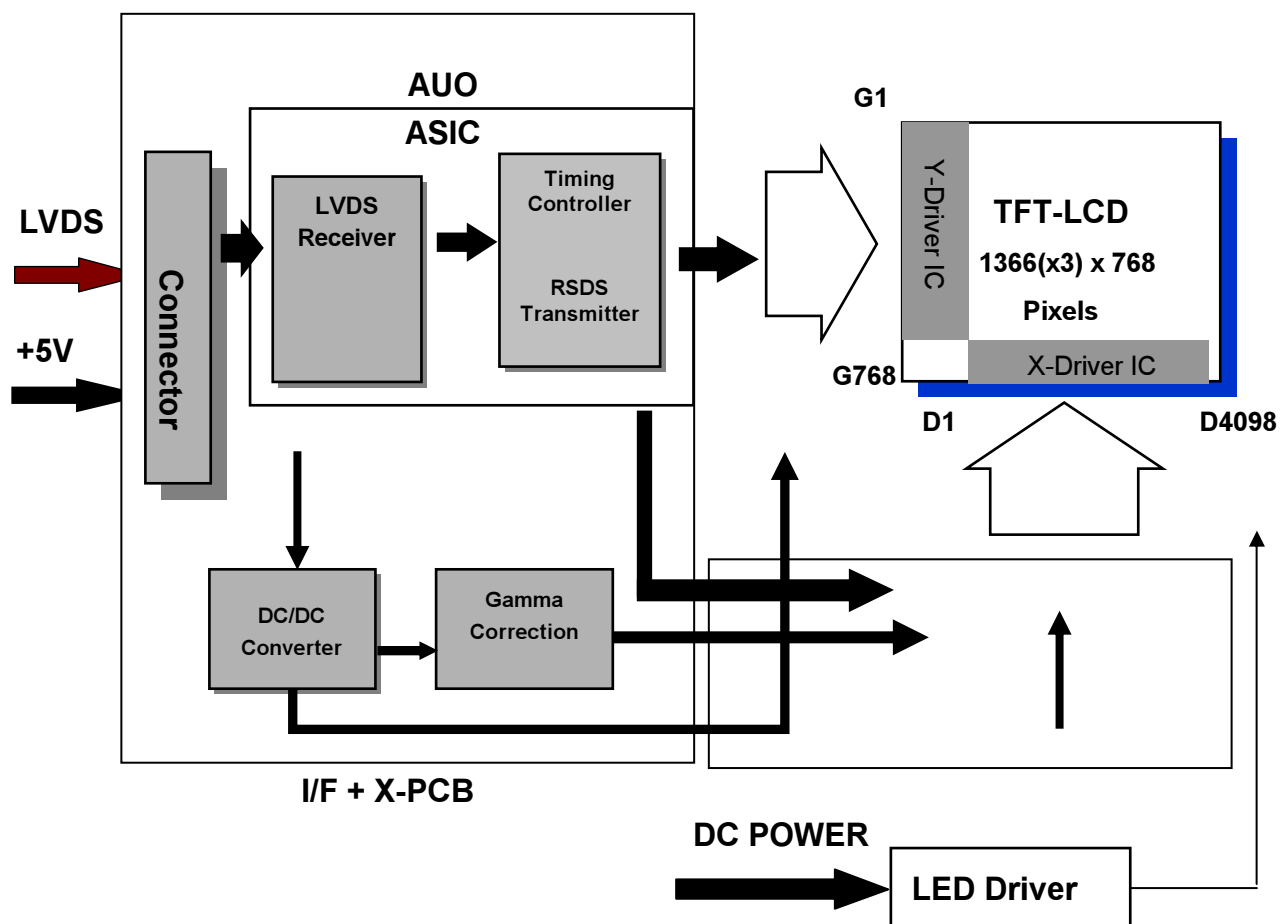 AUO
ASIC
G1
LVDS
+5V
Connector
LVDS
Receiver
Timing
Controller
RSDS
Transmitter
Y-Driver IC
TFT-LCD
1366(x3) x 768
Pixels
X-Driver IC
G768
D1
D4098
DC/DC
Converter
Gamma
Correction
I/F + X-PCB
DC POWER
LED Driver